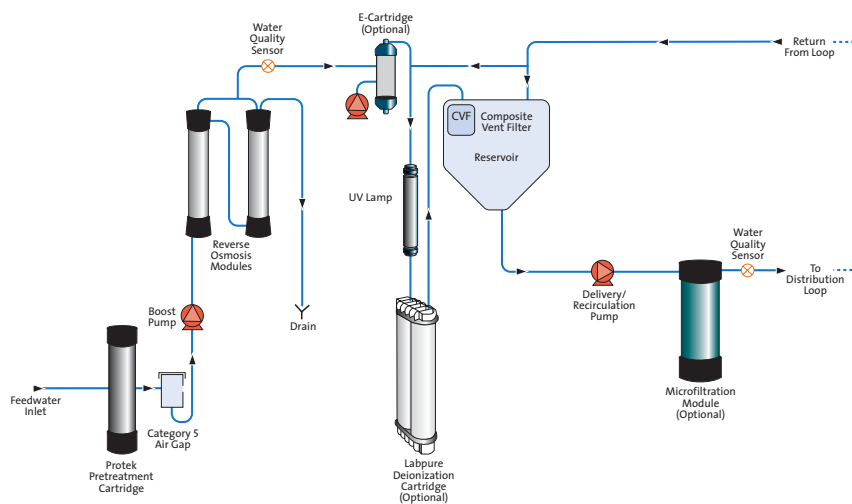 E-Cartridge
(Optional)
Water
Quality
Sensor
Return
From Loop
CVF
Composite
Vent Filter
Reservoir
UV Lamp
Reverse
Osmosis
Modules
Water
Quality
Sensor
To
Distribution
Loop
Delivery/
Recirculation
Pump
Boost
Pump
Drain
Feedwater
Inlet
Category 5
Air Gap
Microfiltration
Module
(Optional)
Protek
Pretreatment
Cartridge
Labpure
Deionization
Cartridge
(Optional)